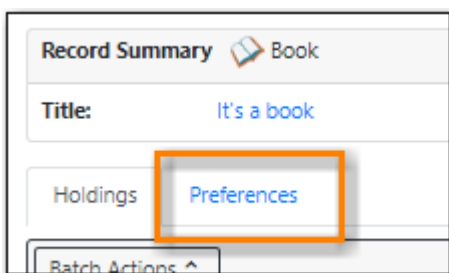 Record Summary Book
Title: It's a book
Holdings Preferences
Batch Actions ^